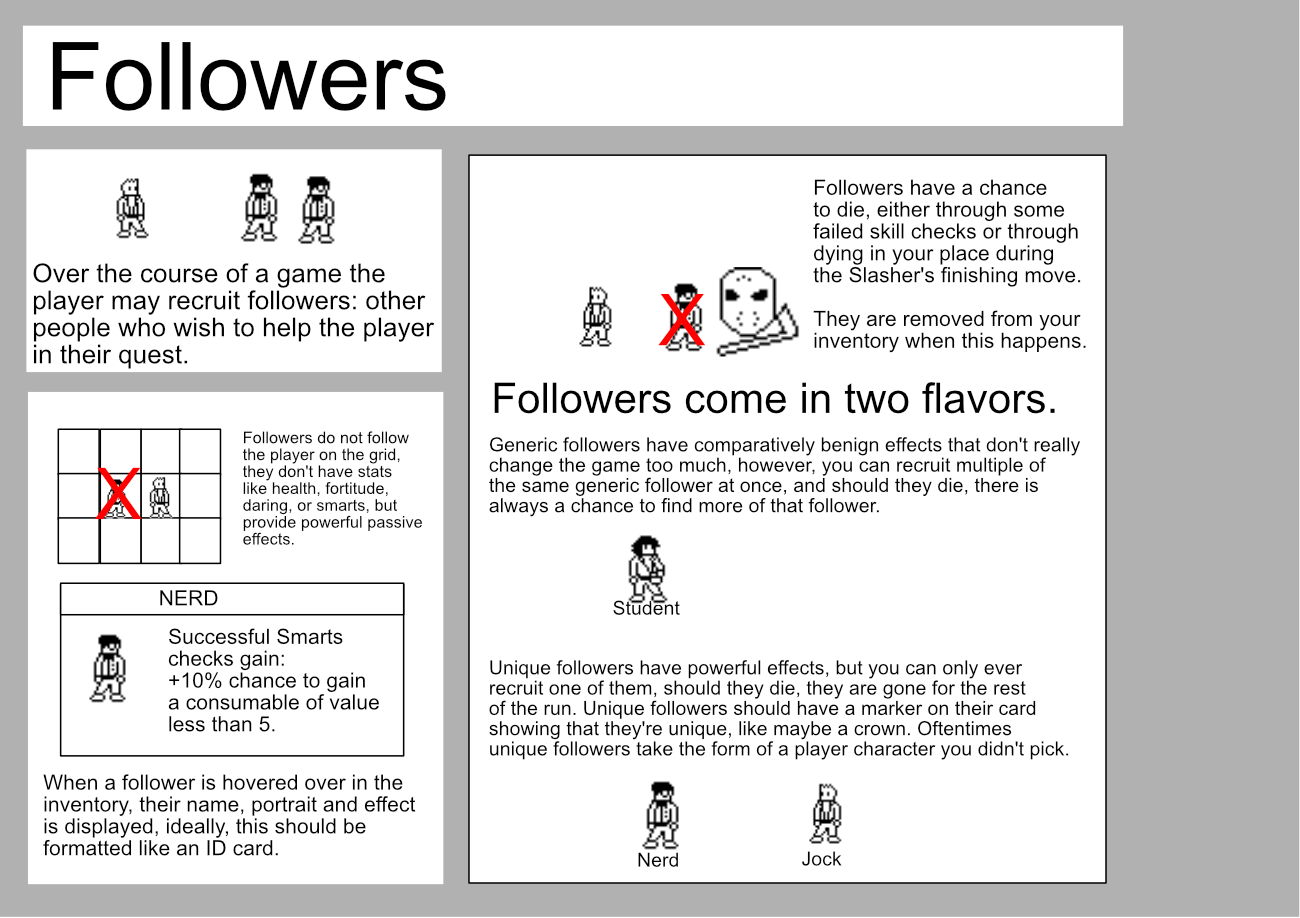 Followers
Over the course of a game the
player may recruit followers: other
people who wish to help the player
in their quest.
Followers do not follow
the player on the grid,
they don't have stats
like health, fortitude,
daring, or smarts, but
provide powerful passive
effects.
NERD
Successful Smarts
checks gain:
+10% chance to gain
a consumable of value
less than 5.
When a follower is hovered over in the
inventory, their name, portrait and effect
is displayed, ideally, this should be
formatted like an ID card.
Followers have a chance
to die, either through some
failed skill checks or through
dying in your place during
the Slasher's finishing move.
They are removed from your
inventory when this happens.
Followers come in two flavors.
Generic followers have comparatively benign effects that don't really
change the game too much, however, you can recruit multiple of
the same generic follower at once, and should they die, there is
always a chance to find more of that follower.
Student
Unique followers have powerful effects, but you can only ever
recruit one of them, should they die, they are gone for the rest
of the run. Unique followers should have a marker on their card
showing that they're unique, like maybe a crown. Oftentimes
unique followers take the form of a player character you didn't pick.
Nerd
Jock